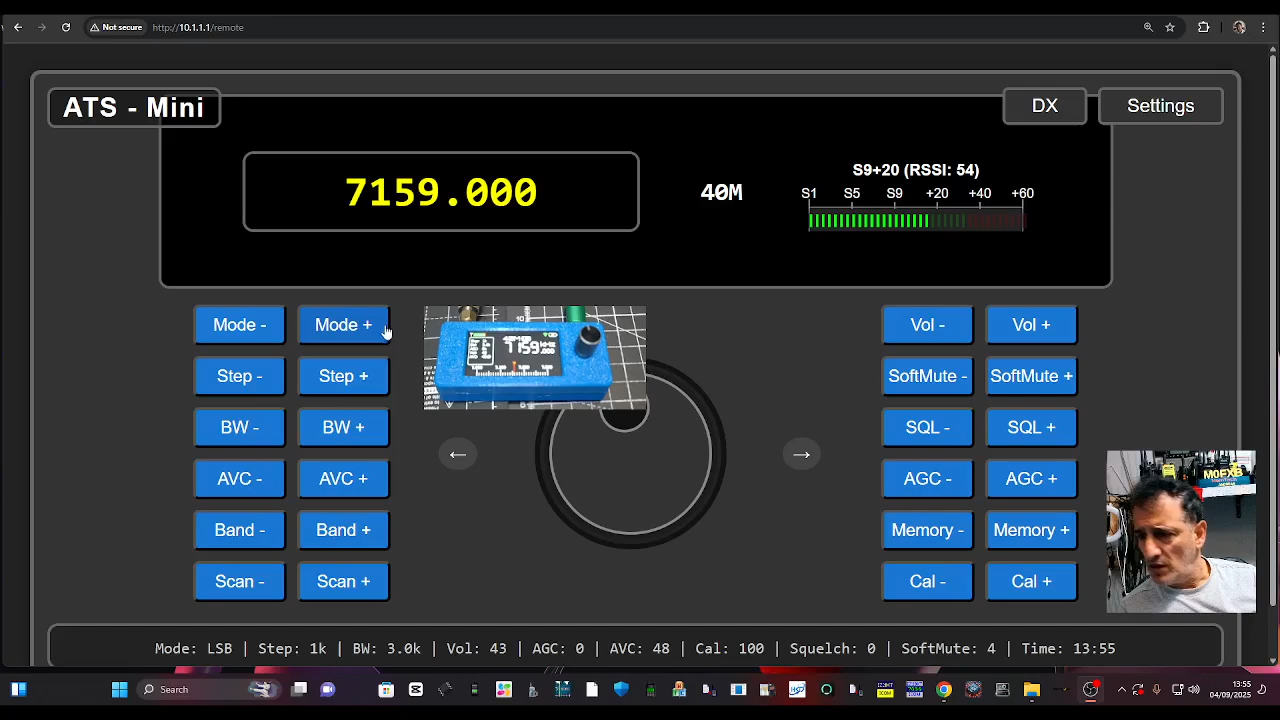 Not secure http://10.1.1.1/remote
ATS - Mini
DX
Settings
7159.000
40M
S9+20 (RSSI: 54)
S1 S5 S9 +20 +40 +60
Mode - Mode +
Vol - Vol +
Step - Step +
SoftMute - SoftMute +
BW - BW +
SQL - SQL +
AVC - AVC +
AGC - AGC +
Band - Band +
Memory - Memory +
Scan - Scan +
Cal - Cal +
7159
.000
← →
M0FXB
Mode: LSB | Step: 1k | BW: 3.0k | Vol: 43 | AGC: 0 | AVC: 48 | Cal: 100 | Squelch: 0 | SoftMute: 4 | Time: 13:55
Search
13:55
04/09/2025